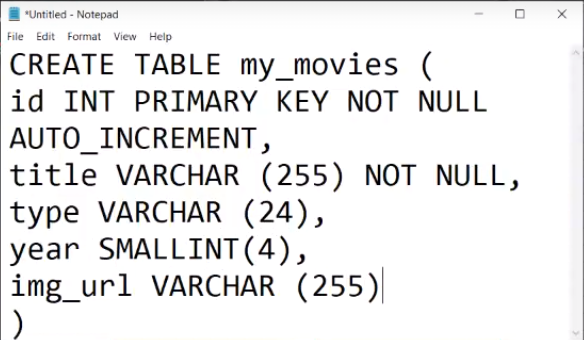 *Untitled - Notepad
File Edit Format View Help
CREATE TABLE my_movies (
id INT PRIMARY KEY NOT NULL
AUTO_INCREMENT,
title VARCHAR (255) NOT NULL,
type VARCHAR (24),
year SMALLINT(4),
img_url VARCHAR (255)
)